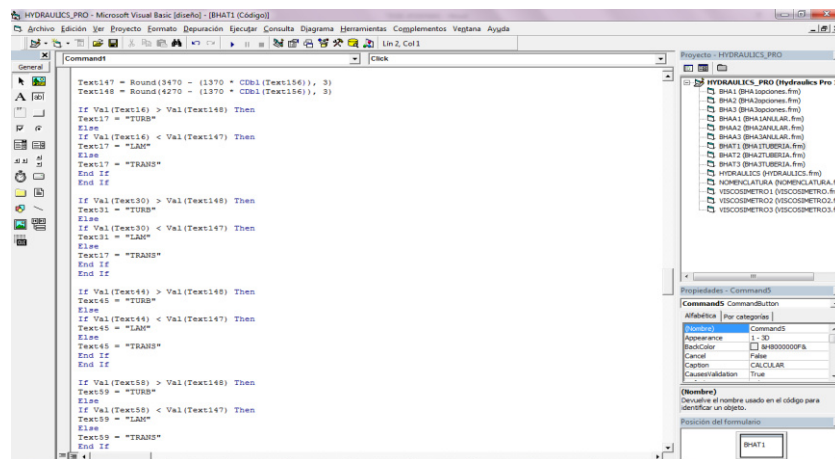 HYDRAULICS_PRO - Microsoft Visual Basic [diseño] - [BHAT1 (Código)]
Archivo Edición Ver Proyecto Formato Depuración Ejecutar Consulta Diagrama Herramientas Complementos Ventana Ayuda
Lin 2, Col 1
General
Command1
Click
Text147 = Round(3470 - (1370 * CDbl(Text156)), 3)
Text148 = Round(4270 - (1370 * CDbl(Text156)), 3)
If Val(Text16) > Val(Text148) Then
Text17 = "TURB"
Else
If Val(Text16) < Val(Text147) Then
Text17 = "LAM"
Else
Text17 = "TRANS"
End If
End If
If Val(Text30) > Val(Text148) Then
Text31 = "TURB"
Else
If Val(Text30) < Val(Text147) Then
Text31 = "LAM"
Else
Text17 = "TRANS"
End If
End If
If Val(Text44) > Val(Text148) Then
Text45 = "TURB"
Else
If Val(Text44) < Val(Text147) Then
Text45 = "LAM"
Else
Text45 = "TRANS"
End If
End If
If Val(Text58) > Val(Text148) Then
Text59 = "TURB"
Else
If Val(Text58) < Val(Text147) Then
Text59 = "LAM"
Else
Text59 = "TRANS"
End If
Proyecto - HYDRAULICS_PRO
HYDRAULICS_PRO (Hydraulics Pro
BHA1 (BHA1opciones.frm)
BHA2 (BHA2opciones.frm)
BHA3 (BHA3opciones.frm)
BHAA1 (BHA1ANULAR.frm)
BHAA2 (BHA2ANULAR.frm)
BHAA3 (BHA3ANULAR.frm)
BHAT1 (BHA1TUBERIA.frm)
BHAT2 (BHA2TUBERIA.frm)
BHAT3 (BHA3TUBERIA.frm)
HYDRAULICS (HYDRAULICS.frm)
NOMENCLATURA (NOMENCLATURA.
VISCOSIMETRO1 (VISCOSIMETRO.fr
VISCOSIMETRO2 (VISCOSIMETRO2.
VISCOSIMETRO3 (VISCOSIMETRO3.
Propiedades - Command5
Command5 CommandButton
Alfabética Por categorías
(Nombre) Command5
Appearance 1 - 3D
BackColor &H8000000F&
Cancel False
Caption CALCULAR
CausesValidation True
(Nombre)
Devuelve el nombre usado en el código para
identificar un objeto.
Posición del formulario
BHAT1